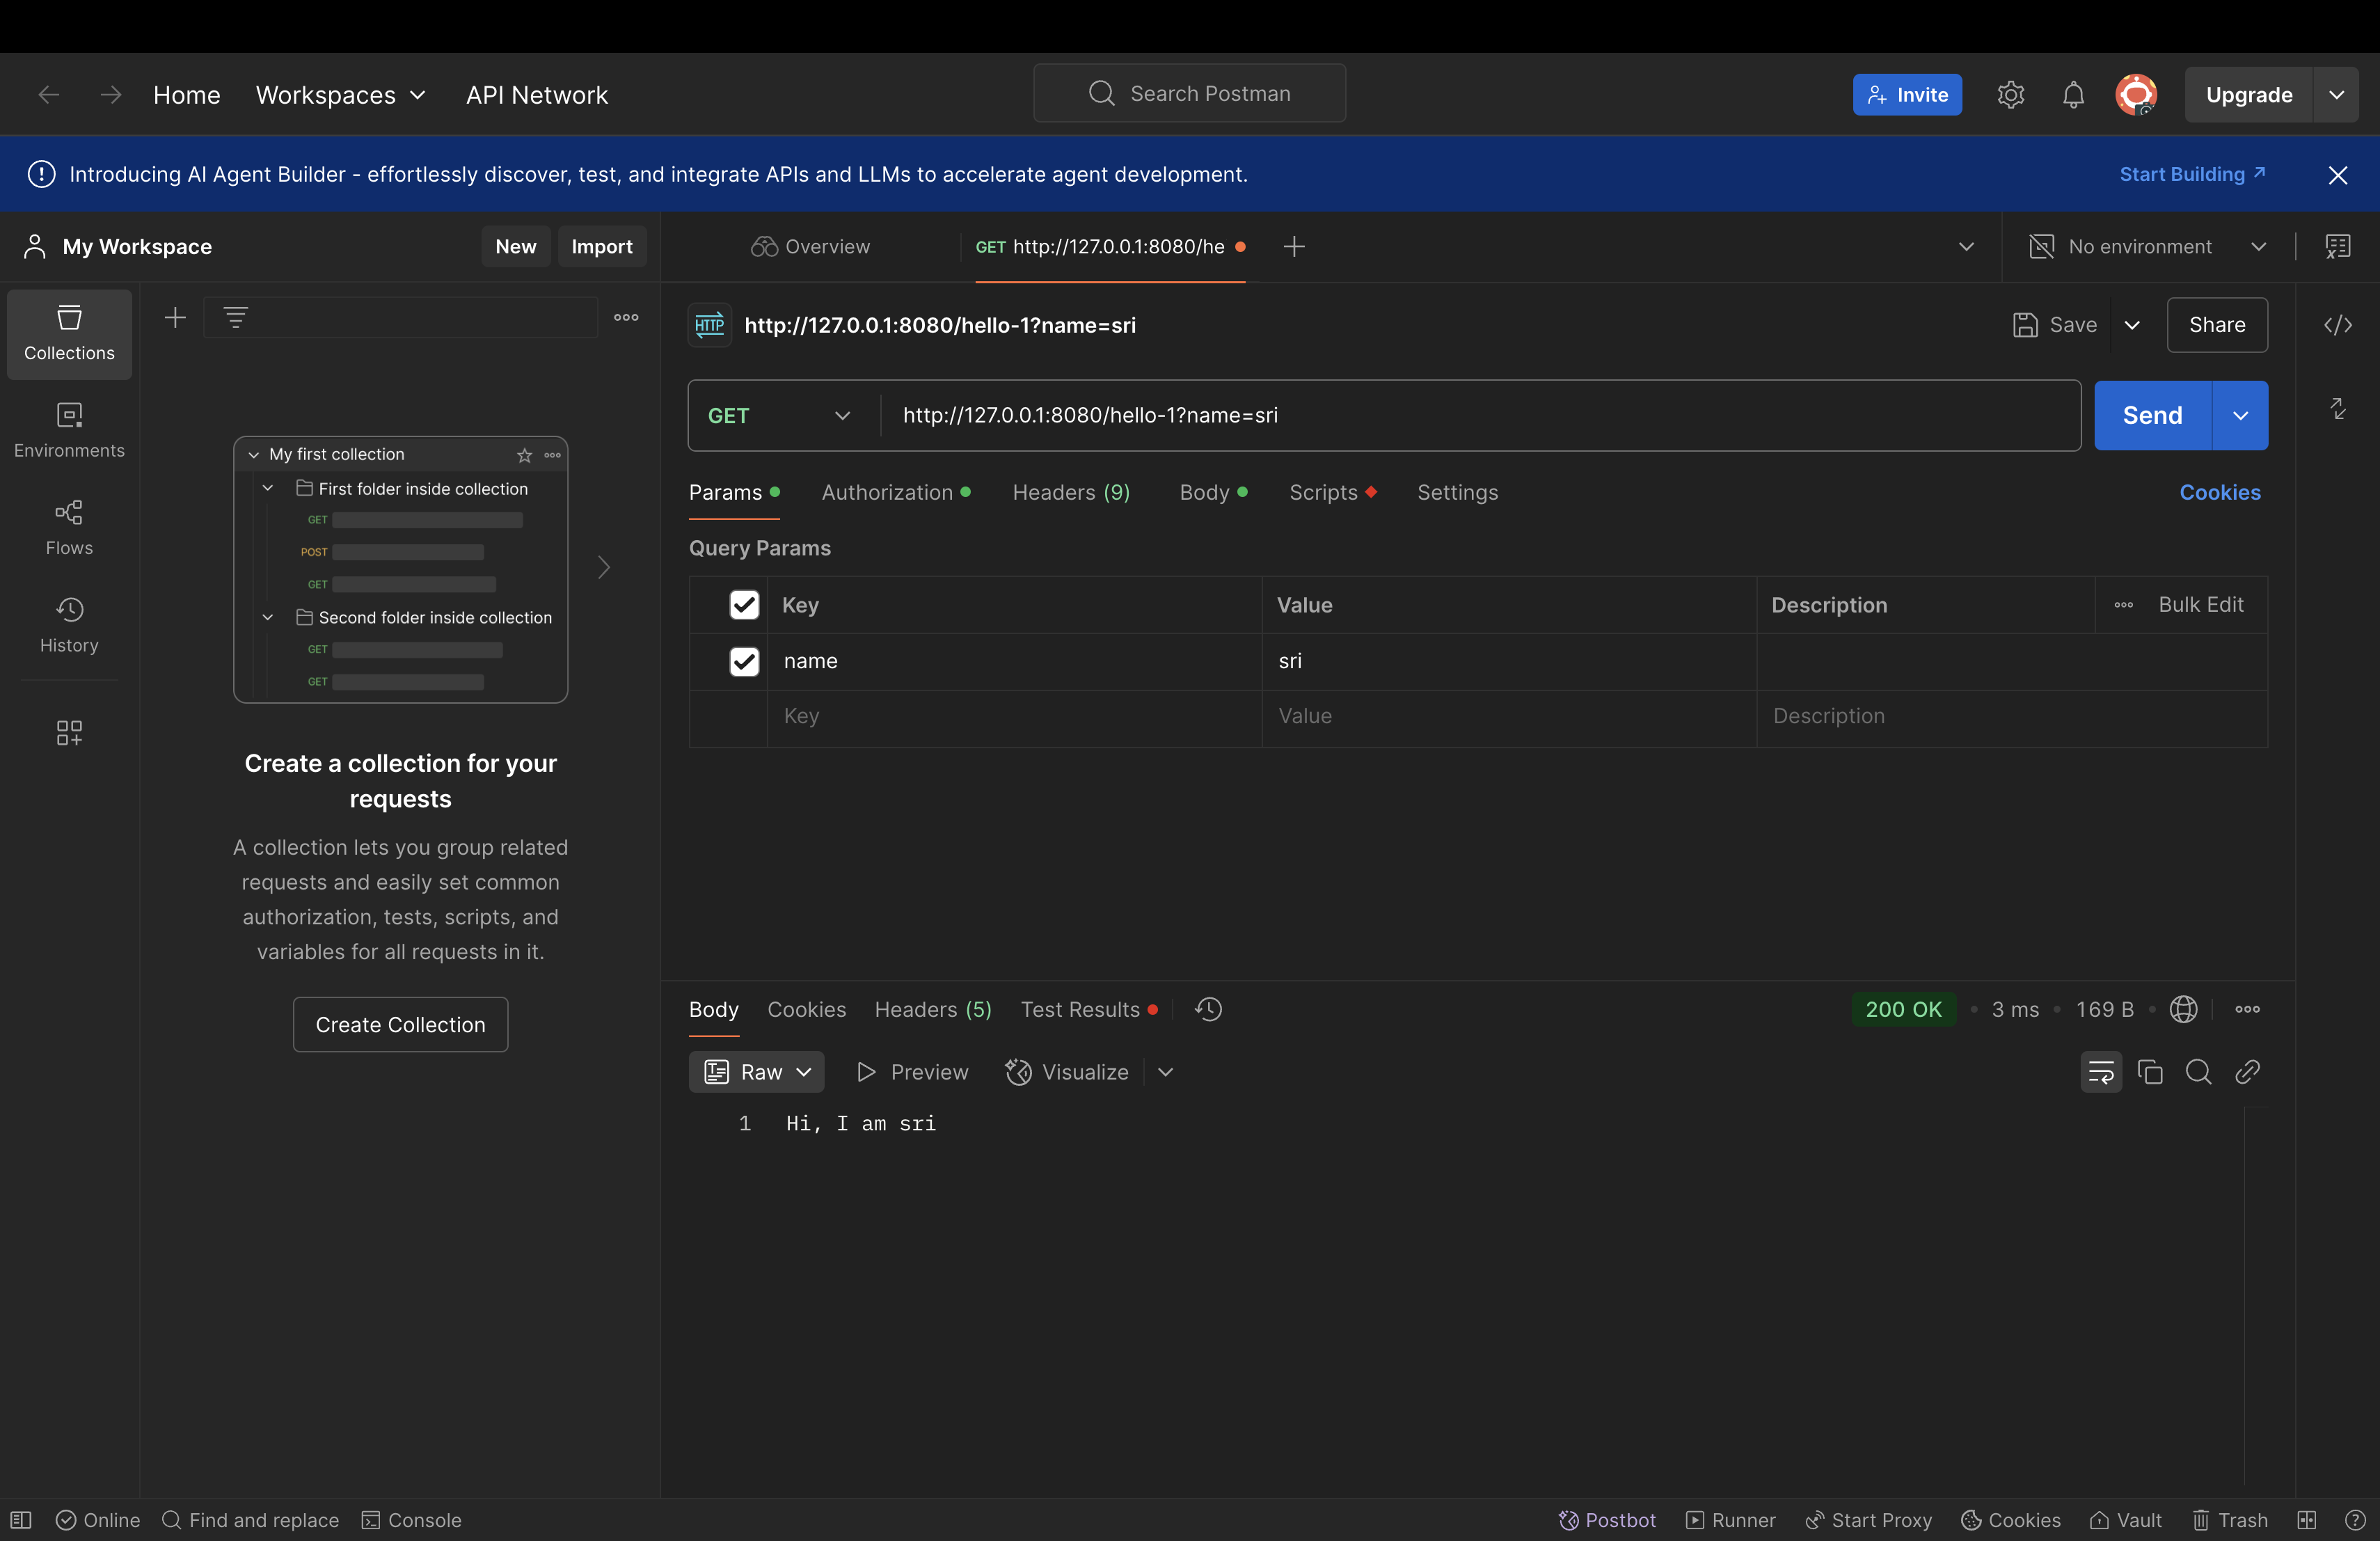 Home Workspaces API Network Search Postman Invite Upgrade
Introducing AI Agent Builder - effortlessly discover, test, and integrate APIs and LLMs to accelerate agent development. Start Building ↗
My Workspace New Import Overview GET http://127.0.0.1:8080/he No environment
Collections
Environments
Flows
History
My first collection
First folder inside collection
GET
POST
GET
Second folder inside collection
GET
GET
Create a collection for your
requests
A collection lets you group related
requests and easily set common
authorization, tests, scripts, and
variables for all requests in it.
Create Collection
HTTP http://127.0.0.1:8080/hello-1?name=sri Save Share
GET http://127.0.0.1:8080/hello-1?name=sri Send
Params Authorization Headers (9) Body Scripts Settings Cookies
Query Params
Key Value Description Bulk Edit
name sri
Key Value Description
Body Cookies Headers (5) Test Results 200 OK 3 ms 169 B
Raw Preview Visualize
1 Hi, I am sri
Online Find and replace Console Postbot Runner Start Proxy Cookies Vault Trash